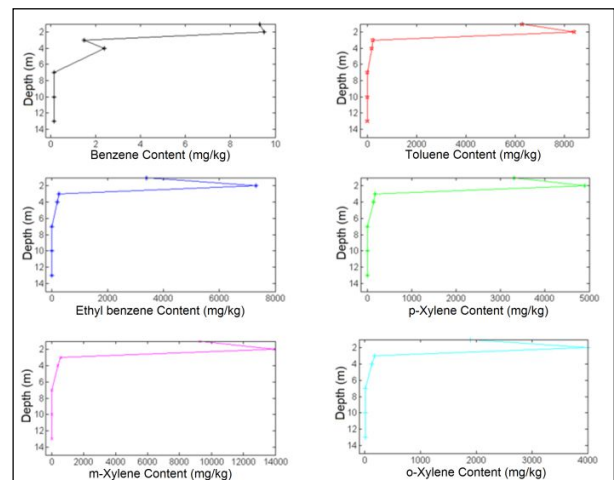 2
4
6
8
10
12
14
Depth (m)
0 2 4 6 8 10
Benzene Content (mg/kg)
2
4
6
8
10
12
14
Depth (m)
0 2000 4000 6000 8000
Toluene Content (mg/kg)
2
4
6
8
10
12
14
Depth (m)
0 2000 4000 6000 8000
Ethyl benzene Content (mg/kg)
2
4
6
8
10
12
14
Depth (m)
0 1000 2000 3000 4000 5000
p-Xylene Content (mg/kg)
2
4
6
8
10
12
14
Depth (m)
0 2000 4000 6000 8000 10000 12000 14000
m-Xylene Content (mg/kg)
2
4
6
8
10
12
14
Depth (m)
0 1000 2000 3000 4000
o-Xylene Content (mg/kg)